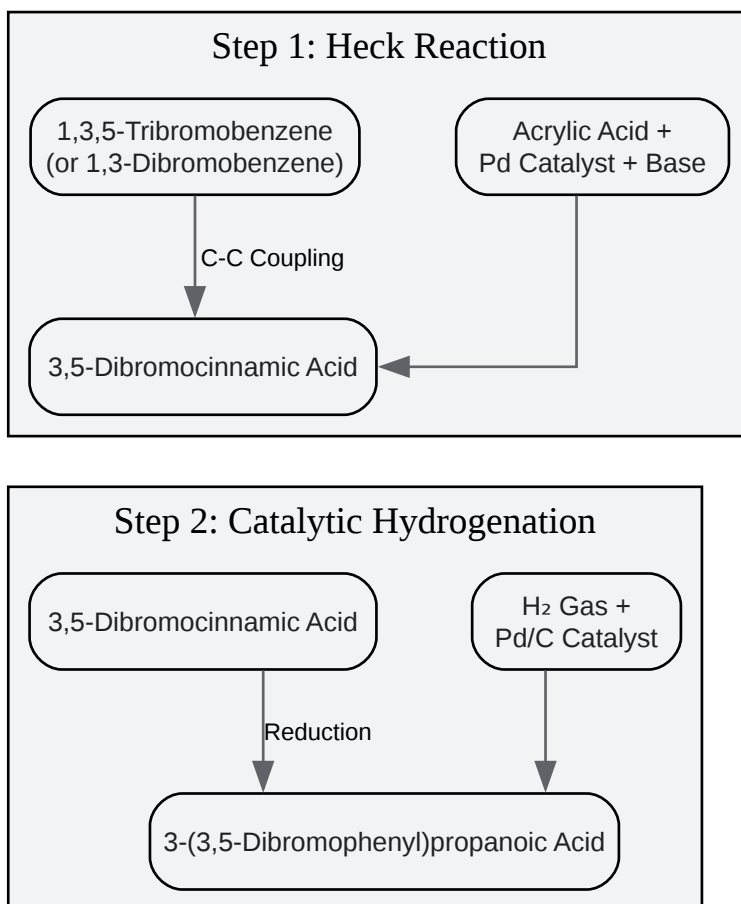 Step 1: Heck Reaction
1,3,5-Tribromobenzene
(or 1,3-Dibromobenzene)
Acrylic Acid +
Pd Catalyst + Base
C-C Coupling
3,5-Dibromocinnamic Acid
Step 2: Catalytic Hydrogenation
3,5-Dibromocinnamic Acid
H₂ Gas +
Pd/C Catalyst
Reduction
3-(3,5-Dibromophenyl)propanoic Acid